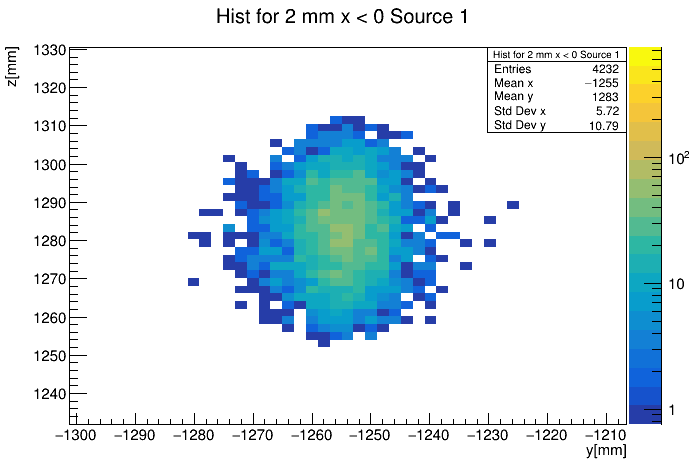 Hist for 2 mm x < 0 Source 1
z[mm]
1330
1320
1310
1300
1290
1280
1270
1260
1250
1240
Hist for 2 mm x < 0 Source 1
Entries 4232
Mean x −1255
Mean y 1283
Std Dev x 5.72
Std Dev y 10.79
10²
10
1
−1300 −1290 −1280 −1270 −1260 −1250 −1240 −1230 −1220 −1210
y[mm]